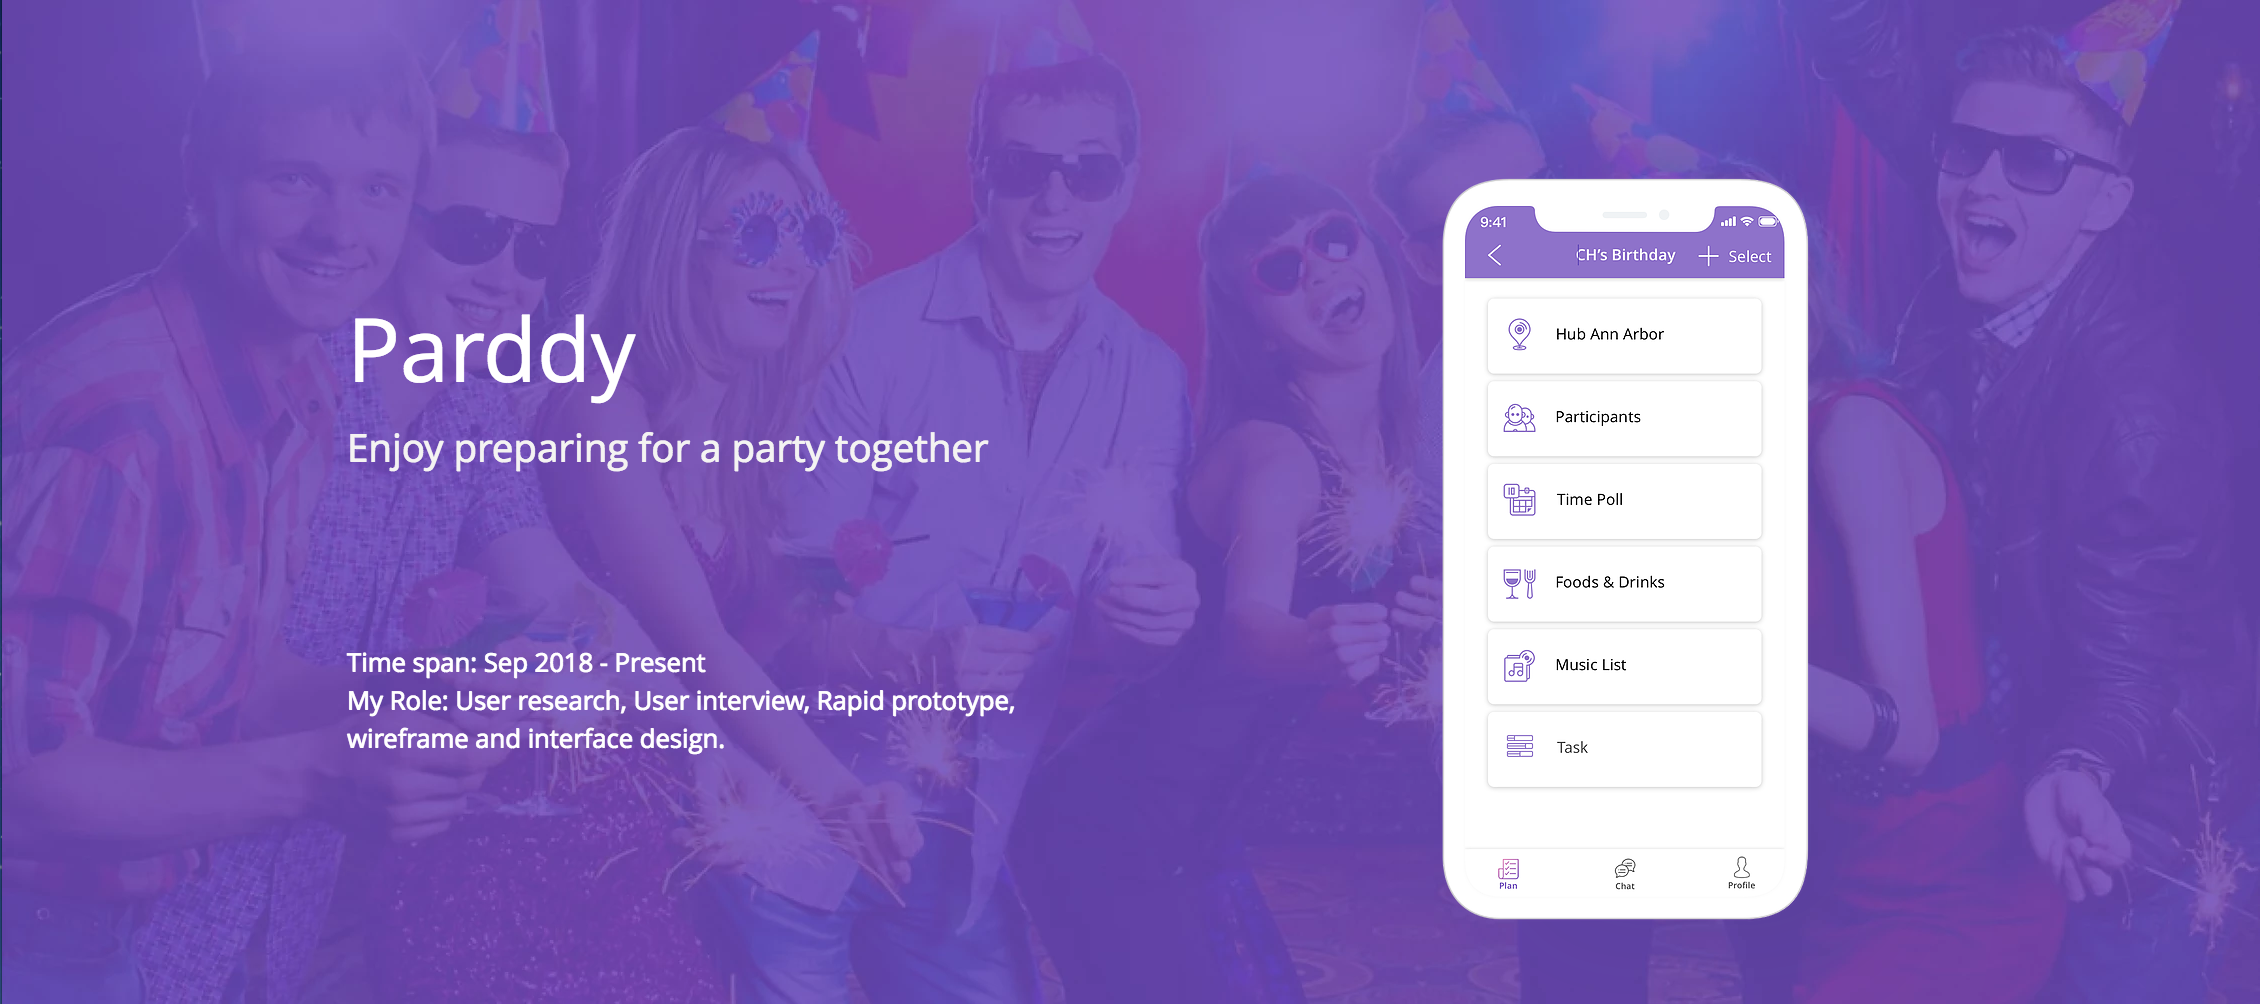 Parddy
Enjoy preparing for a party together
Time span: Sep 2018 - Present
My Role: User research, User interview, Rapid prototype,
wireframe and interface design.
9:41
CH's Birthday
Select
Hub Ann Arbor
Participants
Time Poll
Foods & Drinks
Music List
Task
Plan
Chat
Profile